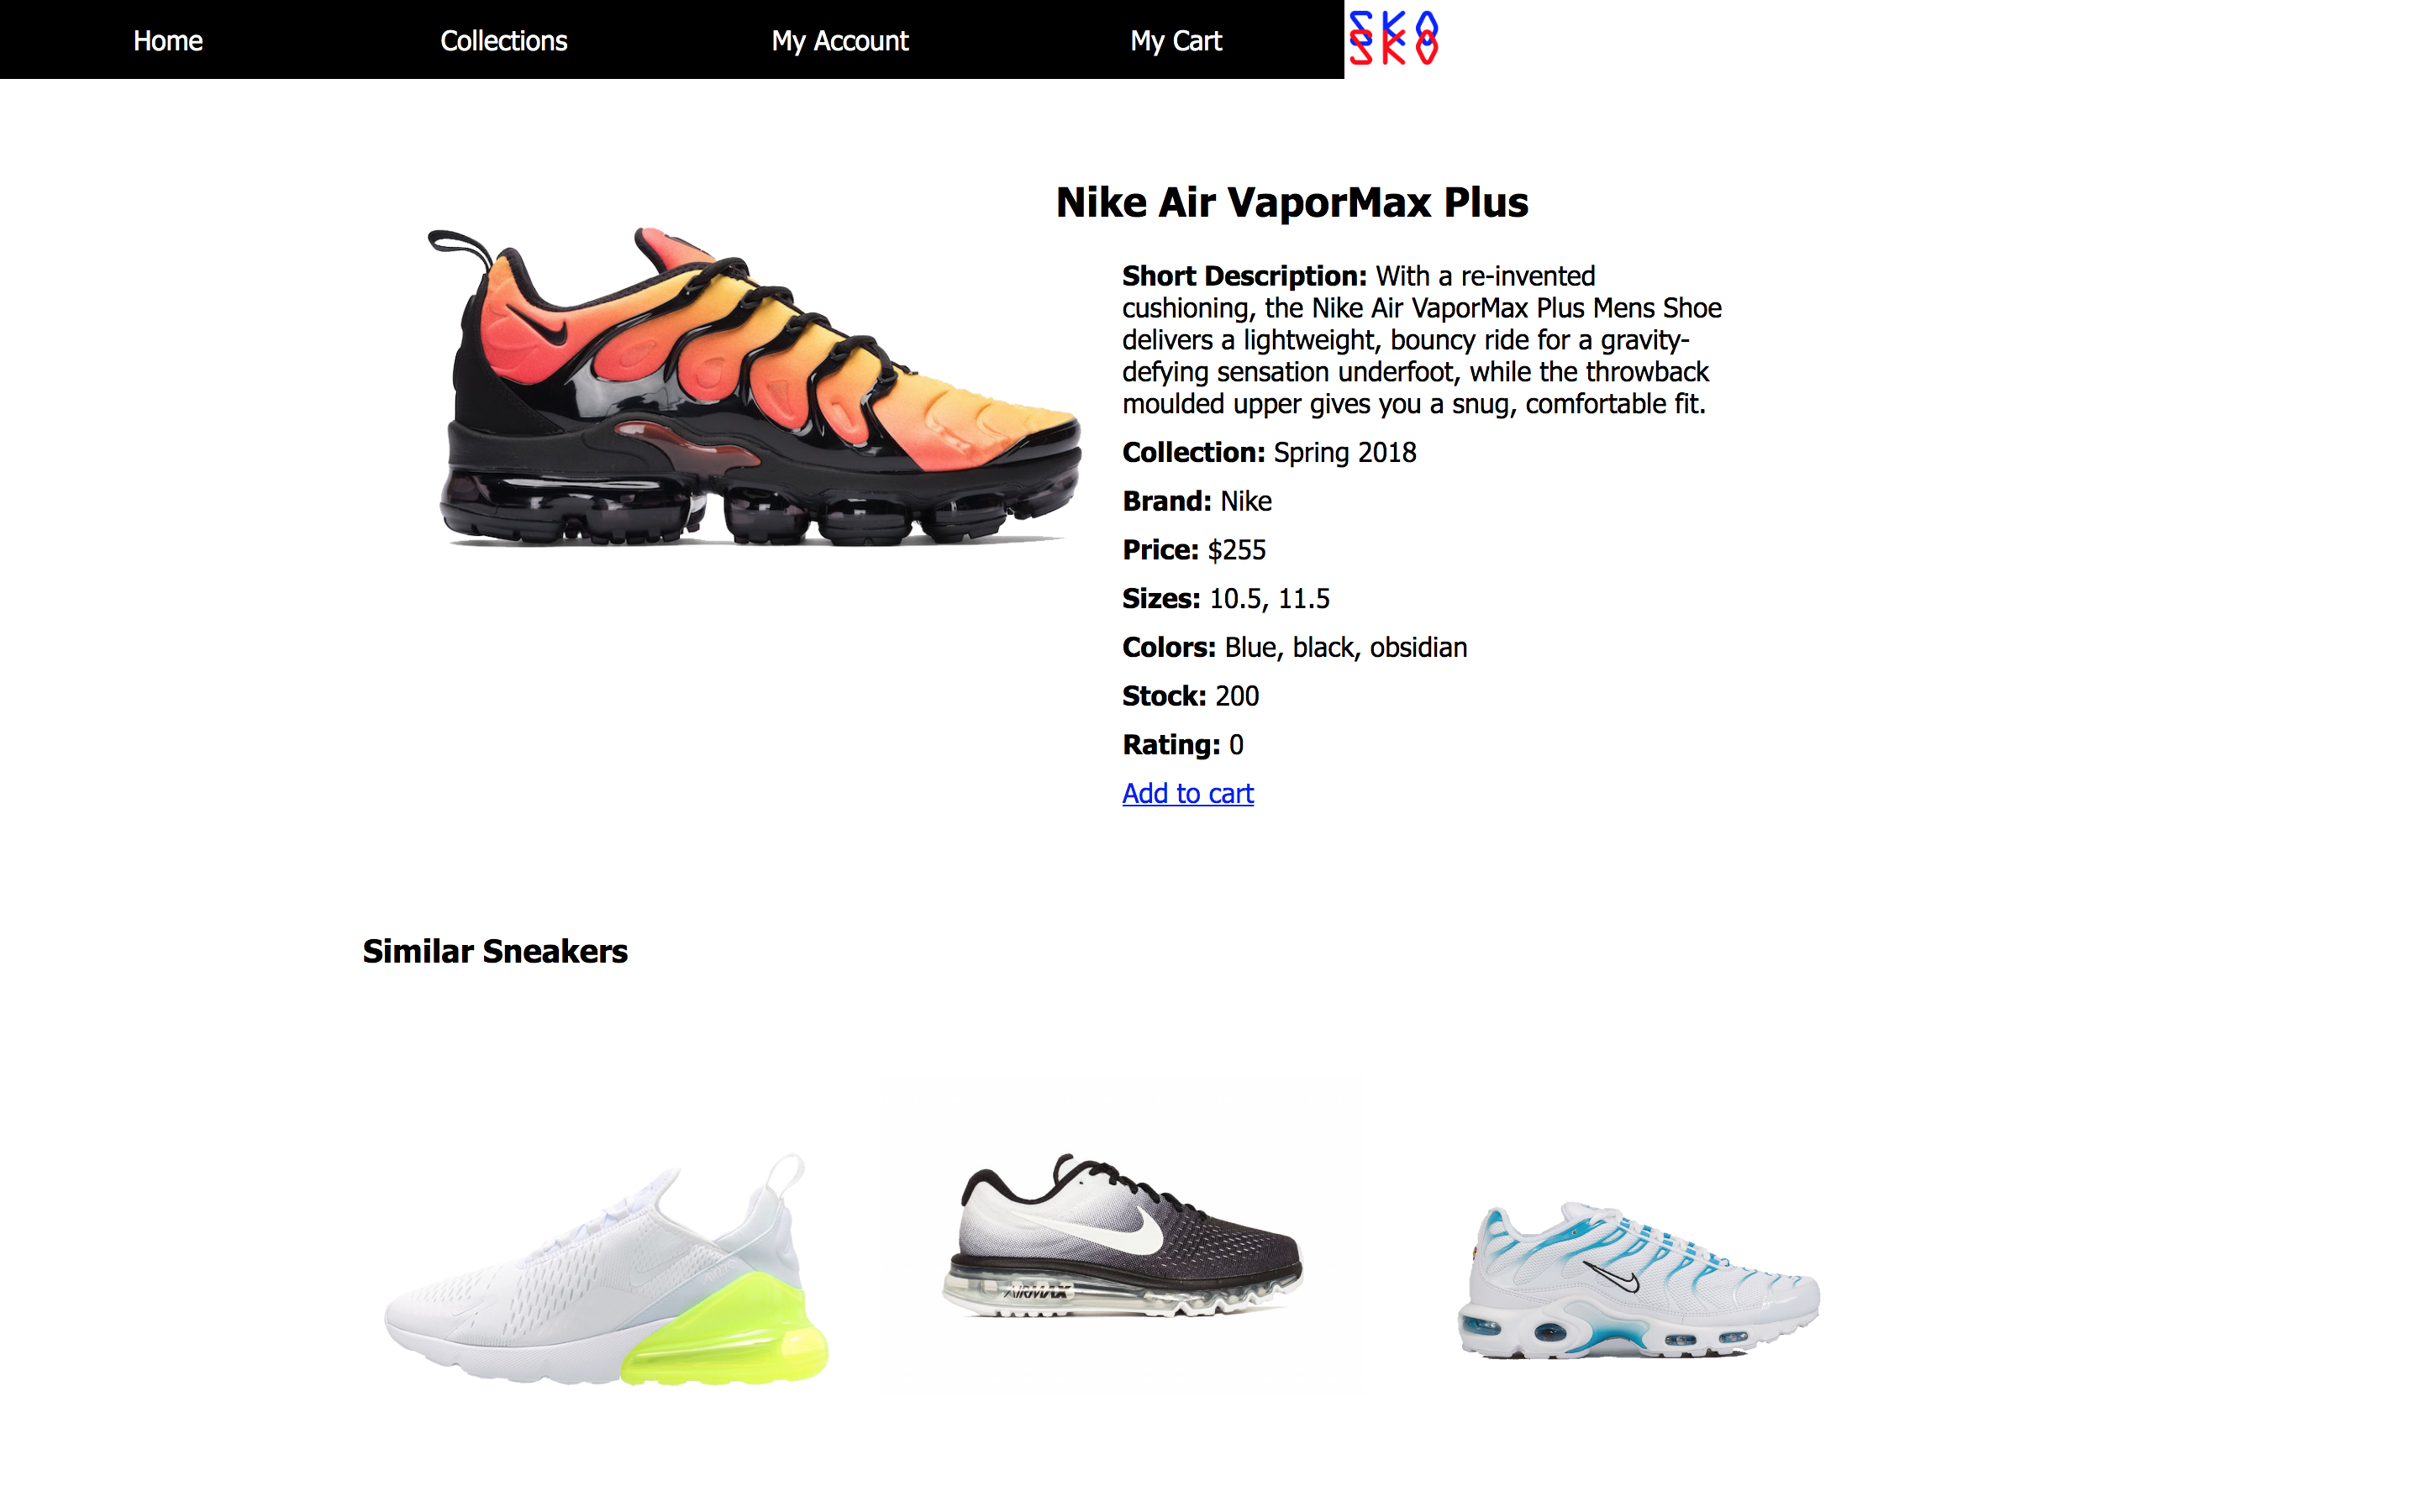 Home Collections My Account My Cart SKO
SKO
Nike Air VaporMax Plus
Short Description: With a re-invented
cushioning, the Nike Air VaporMax Plus Mens Shoe
delivers a lightweight, bouncy ride for a gravity-
defying sensation underfoot, while the throwback
moulded upper gives you a snug, comfortable fit.
Collection: Spring 2018
Brand: Nike
Price: $255
Sizes: 10.5, 11.5
Colors: Blue, black, obsidian
Stock: 200
Rating: 0
Add to cart
Similar Sneakers
AIRMAX